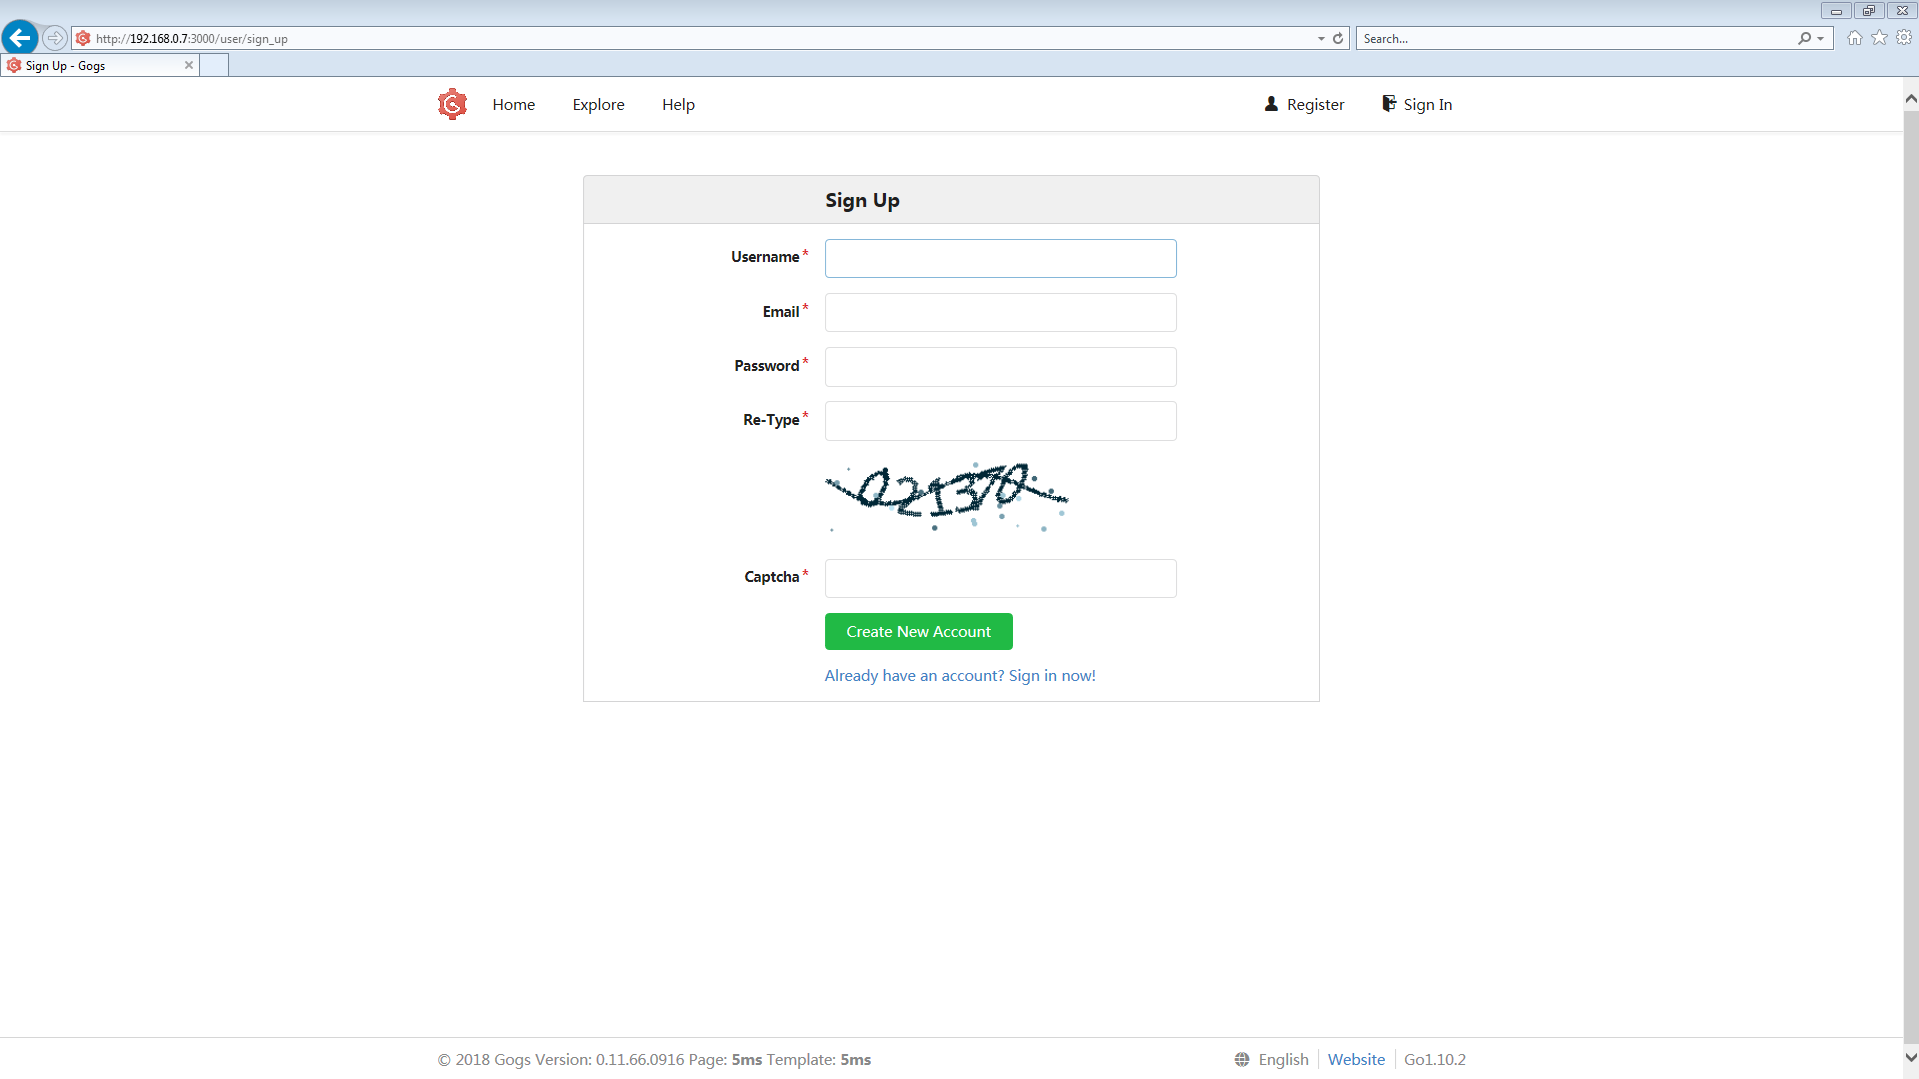 http://192.168.0.7:3000/user/sign_up
Search...
Sign Up - Gogs
Home
Explore
Help
Register
Sign In
Sign Up
Username*
Email*
Password*
Re-Type*
Captcha*
Create New Account
Already have an account? Sign in now!
© 2018 Gogs Version: 0.11.66.0916 Page: 5ms Template: 5ms
English
Website
Go1.10.2